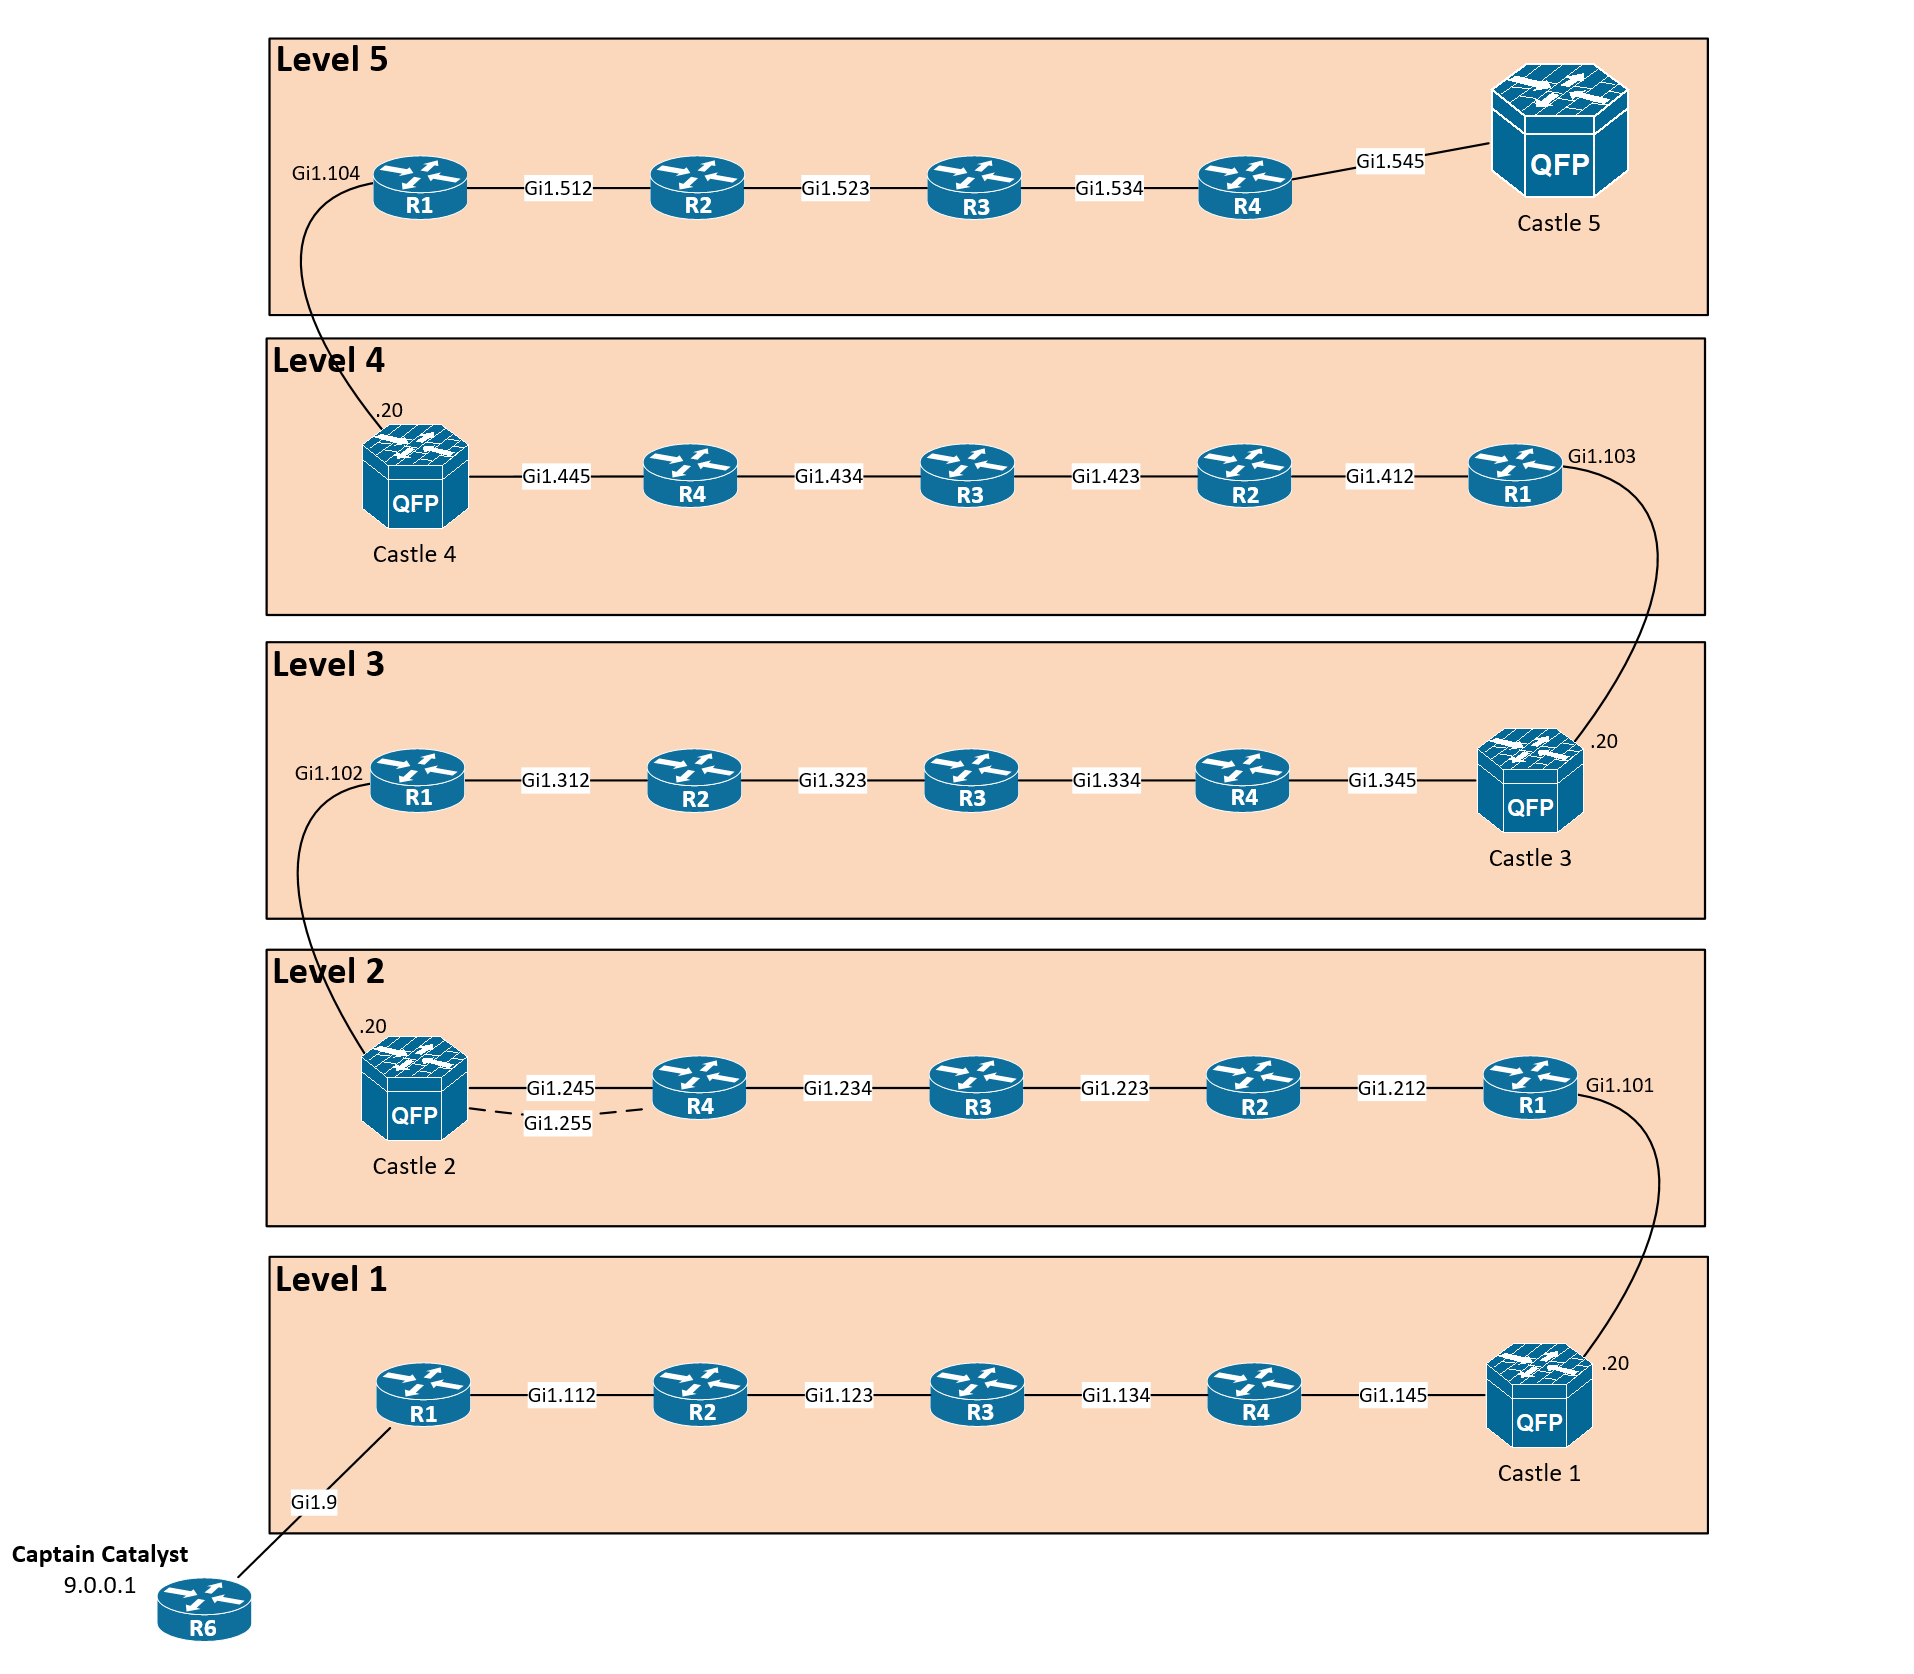 Level 5
Gi1.104
R1
Gi1.512
R2
Gi1.523
R3
Gi1.534
R4
Gi1.545
QFP
Castle 5
Level 4
.20
QFP
Castle 4
Gi1.445
R4
Gi1.434
R3
Gi1.423
R2
Gi1.412
R1
Gi1.103
Level 3
Gi1.102
R1
Gi1.312
R2
Gi1.323
R3
Gi1.334
R4
Gi1.345
.20
QFP
Castle 3
Level 2
.20
QFP
Castle 2
Gi1.245
Gi1.255
R4
Gi1.234
R3
Gi1.223
R2
Gi1.212
R1
Gi1.101
Level 1
R1
Gi1.112
R2
Gi1.123
R3
Gi1.134
R4
Gi1.145
.20
QFP
Castle 1
Gi1.9
Captain Catalyst
9.0.0.1
R6